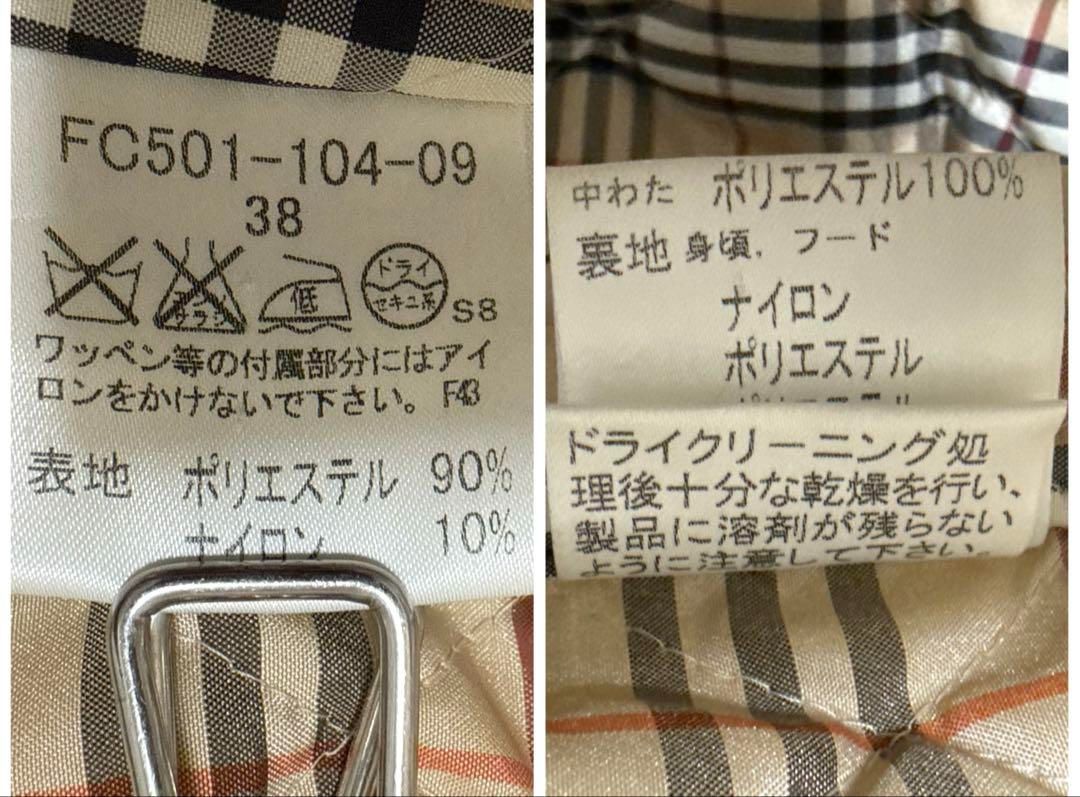 FC501-104-09
38
低
ドライ
セキユ系
S8
ワッペン等の付属部分にはアイ
ロンをかけないで下さい。 F43
表地 ポリエステル 90%
ナイロン 10%
中わた ポリエステル100%
裏地 身頃、フード
ナイロン
ポリエステル
ドライクリーニング処
理後十分な乾燥を行い、
製品に溶剤が残らない
ように注意して下さい。